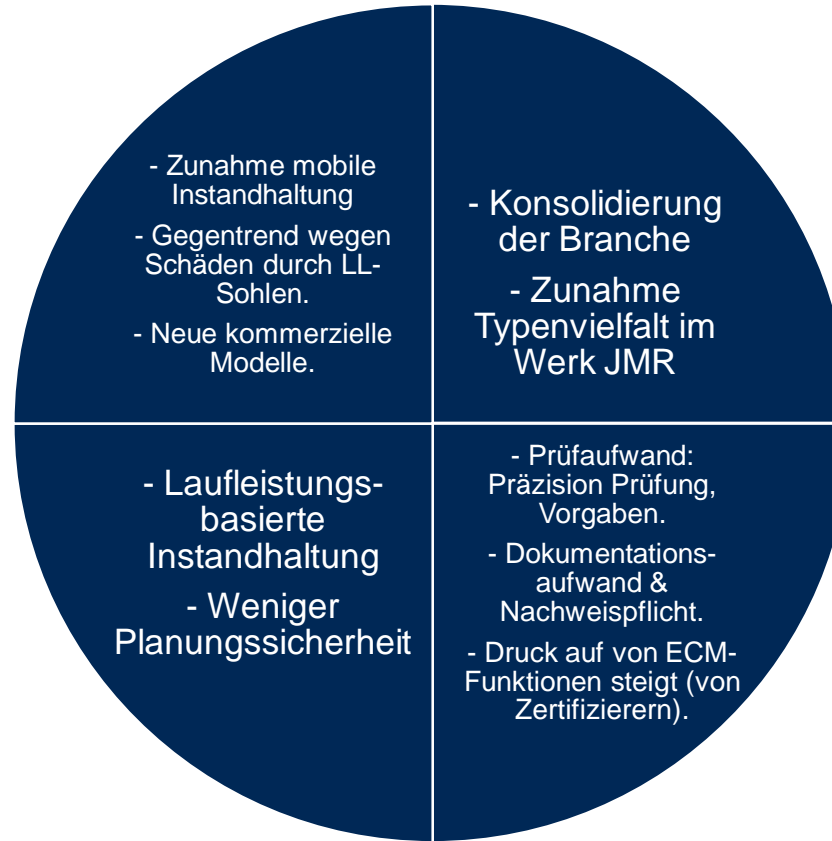 - Zunahme mobile
Instandhaltung
- Gegentrend wegen
Schäden durch LL-
Sohlen.
- Neue kommerzielle
Modelle.
- Konsolidierung
der Branche
- Zunahme
Typenvielfalt im
Werk JMR
- Laufleistungs-
basierte
Instandhaltung
- Weniger
Planungssicherheit
- Prüfaufwand:
Präzision Prüfung,
Vorgaben.
- Dokumentations-
aufwand &
Nachweispflicht.
- Druck auf von ECM-
Funktionen steigt (von
Zertifizierern).